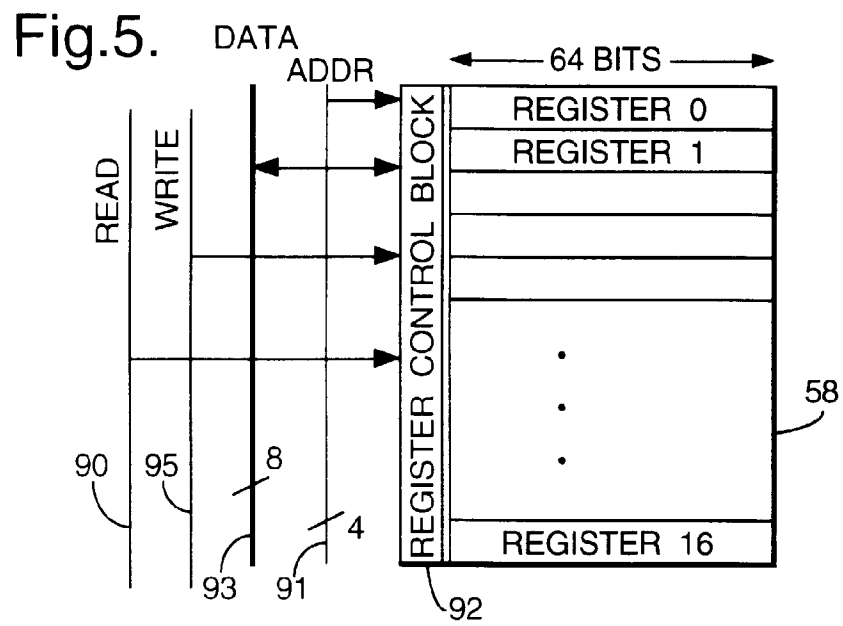 Fig.5.
DATA
ADDR
64 BITS
READ
WRITE
REGISTER CONTROL BLOCK
REGISTER 0
REGISTER 1
58
90
95
8
4
93
91
REGISTER 16
92